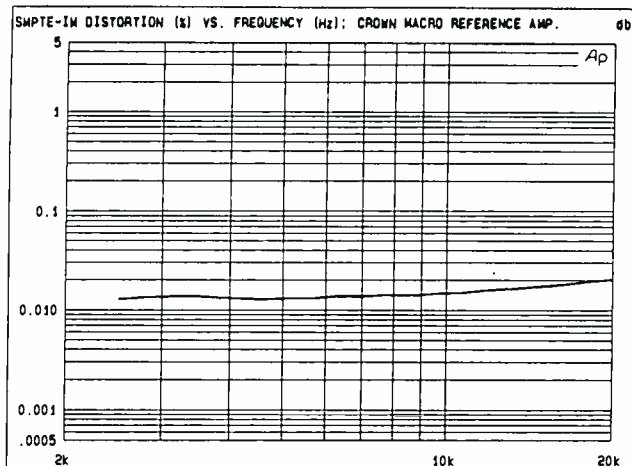 SMPTE-IM DISTORTION (%) VS. FREQUENCY (Hz): CROWN MACRO REFERENCE AMP. db
5
Ap
1
0.1
0.010
0.001
.0005
2k 10k 20k